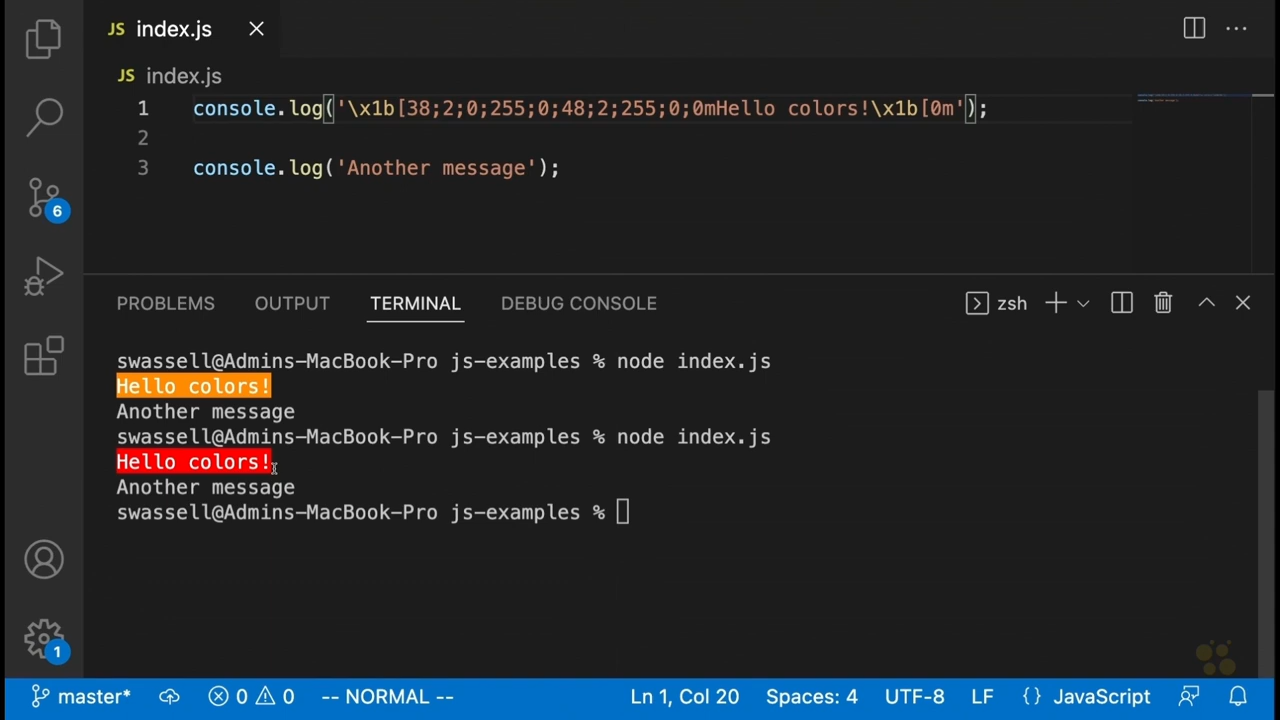 JS index.js
JS index.js
1 console.log('\x1b[38;2;0;255;0;48;2;255;0;0mHello colors!\x1b[0m');
2
3 console.log('Another message');
6
PROBLEMS OUTPUT TERMINAL DEBUG CONSOLE zsh
swassell@Admins-MacBook-Pro js-examples % node index.js
Hello colors!
Another message
swassell@Admins-MacBook-Pro js-examples % node index.js
Hello colors!
Another message
swassell@Admins-MacBook-Pro js-examples %
1
master* 0 0 -- NORMAL -- Ln 1, Col 20 Spaces: 4 UTF-8 LF {} JavaScript